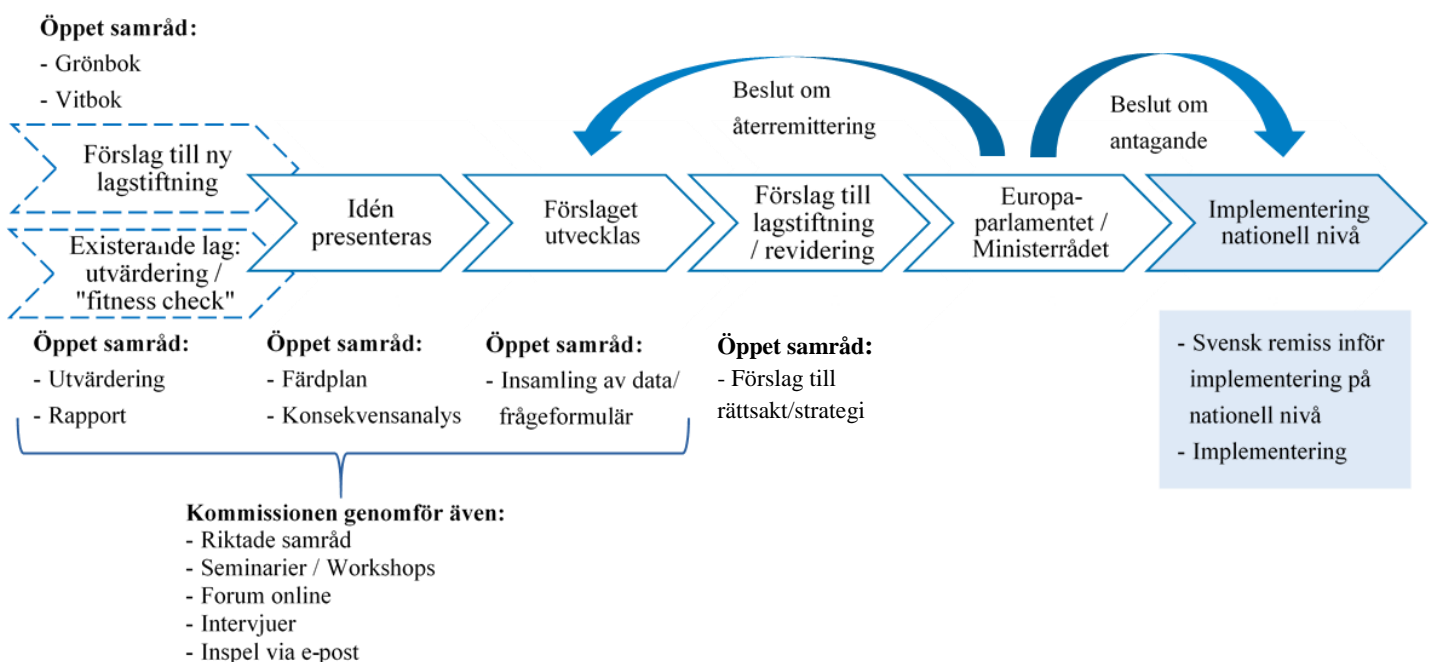 Öppet samråd:
- Grönbok
- Vitbok
Förslag till ny
lagstiftning
Existerande lag:
utvärdering /
"fitness check"
Idén
presenteras
Förslaget
utvecklas
Förslag till
lagstiftning
/ revidering
Europa-
parlamentet /
Ministerrådet
Implementering
nationell nivå
Beslut om
återremittering
Beslut om
antagande
Öppet samråd:
- Utvärdering
- Rapport
Öppet samråd:
- Färdplan
- Konsekvensanalys
Öppet samråd:
- Insamling av data/
frågeformulär
Öppet samråd:
- Förslag till
rättsakt/strategi
- Svensk remiss inför
implementering på
nationell nivå
- Implementering
Kommissionen genomför även:
- Riktade samråd
- Seminarier / Workshops
- Forum online
- Intervjuer
- Inspel via e-post